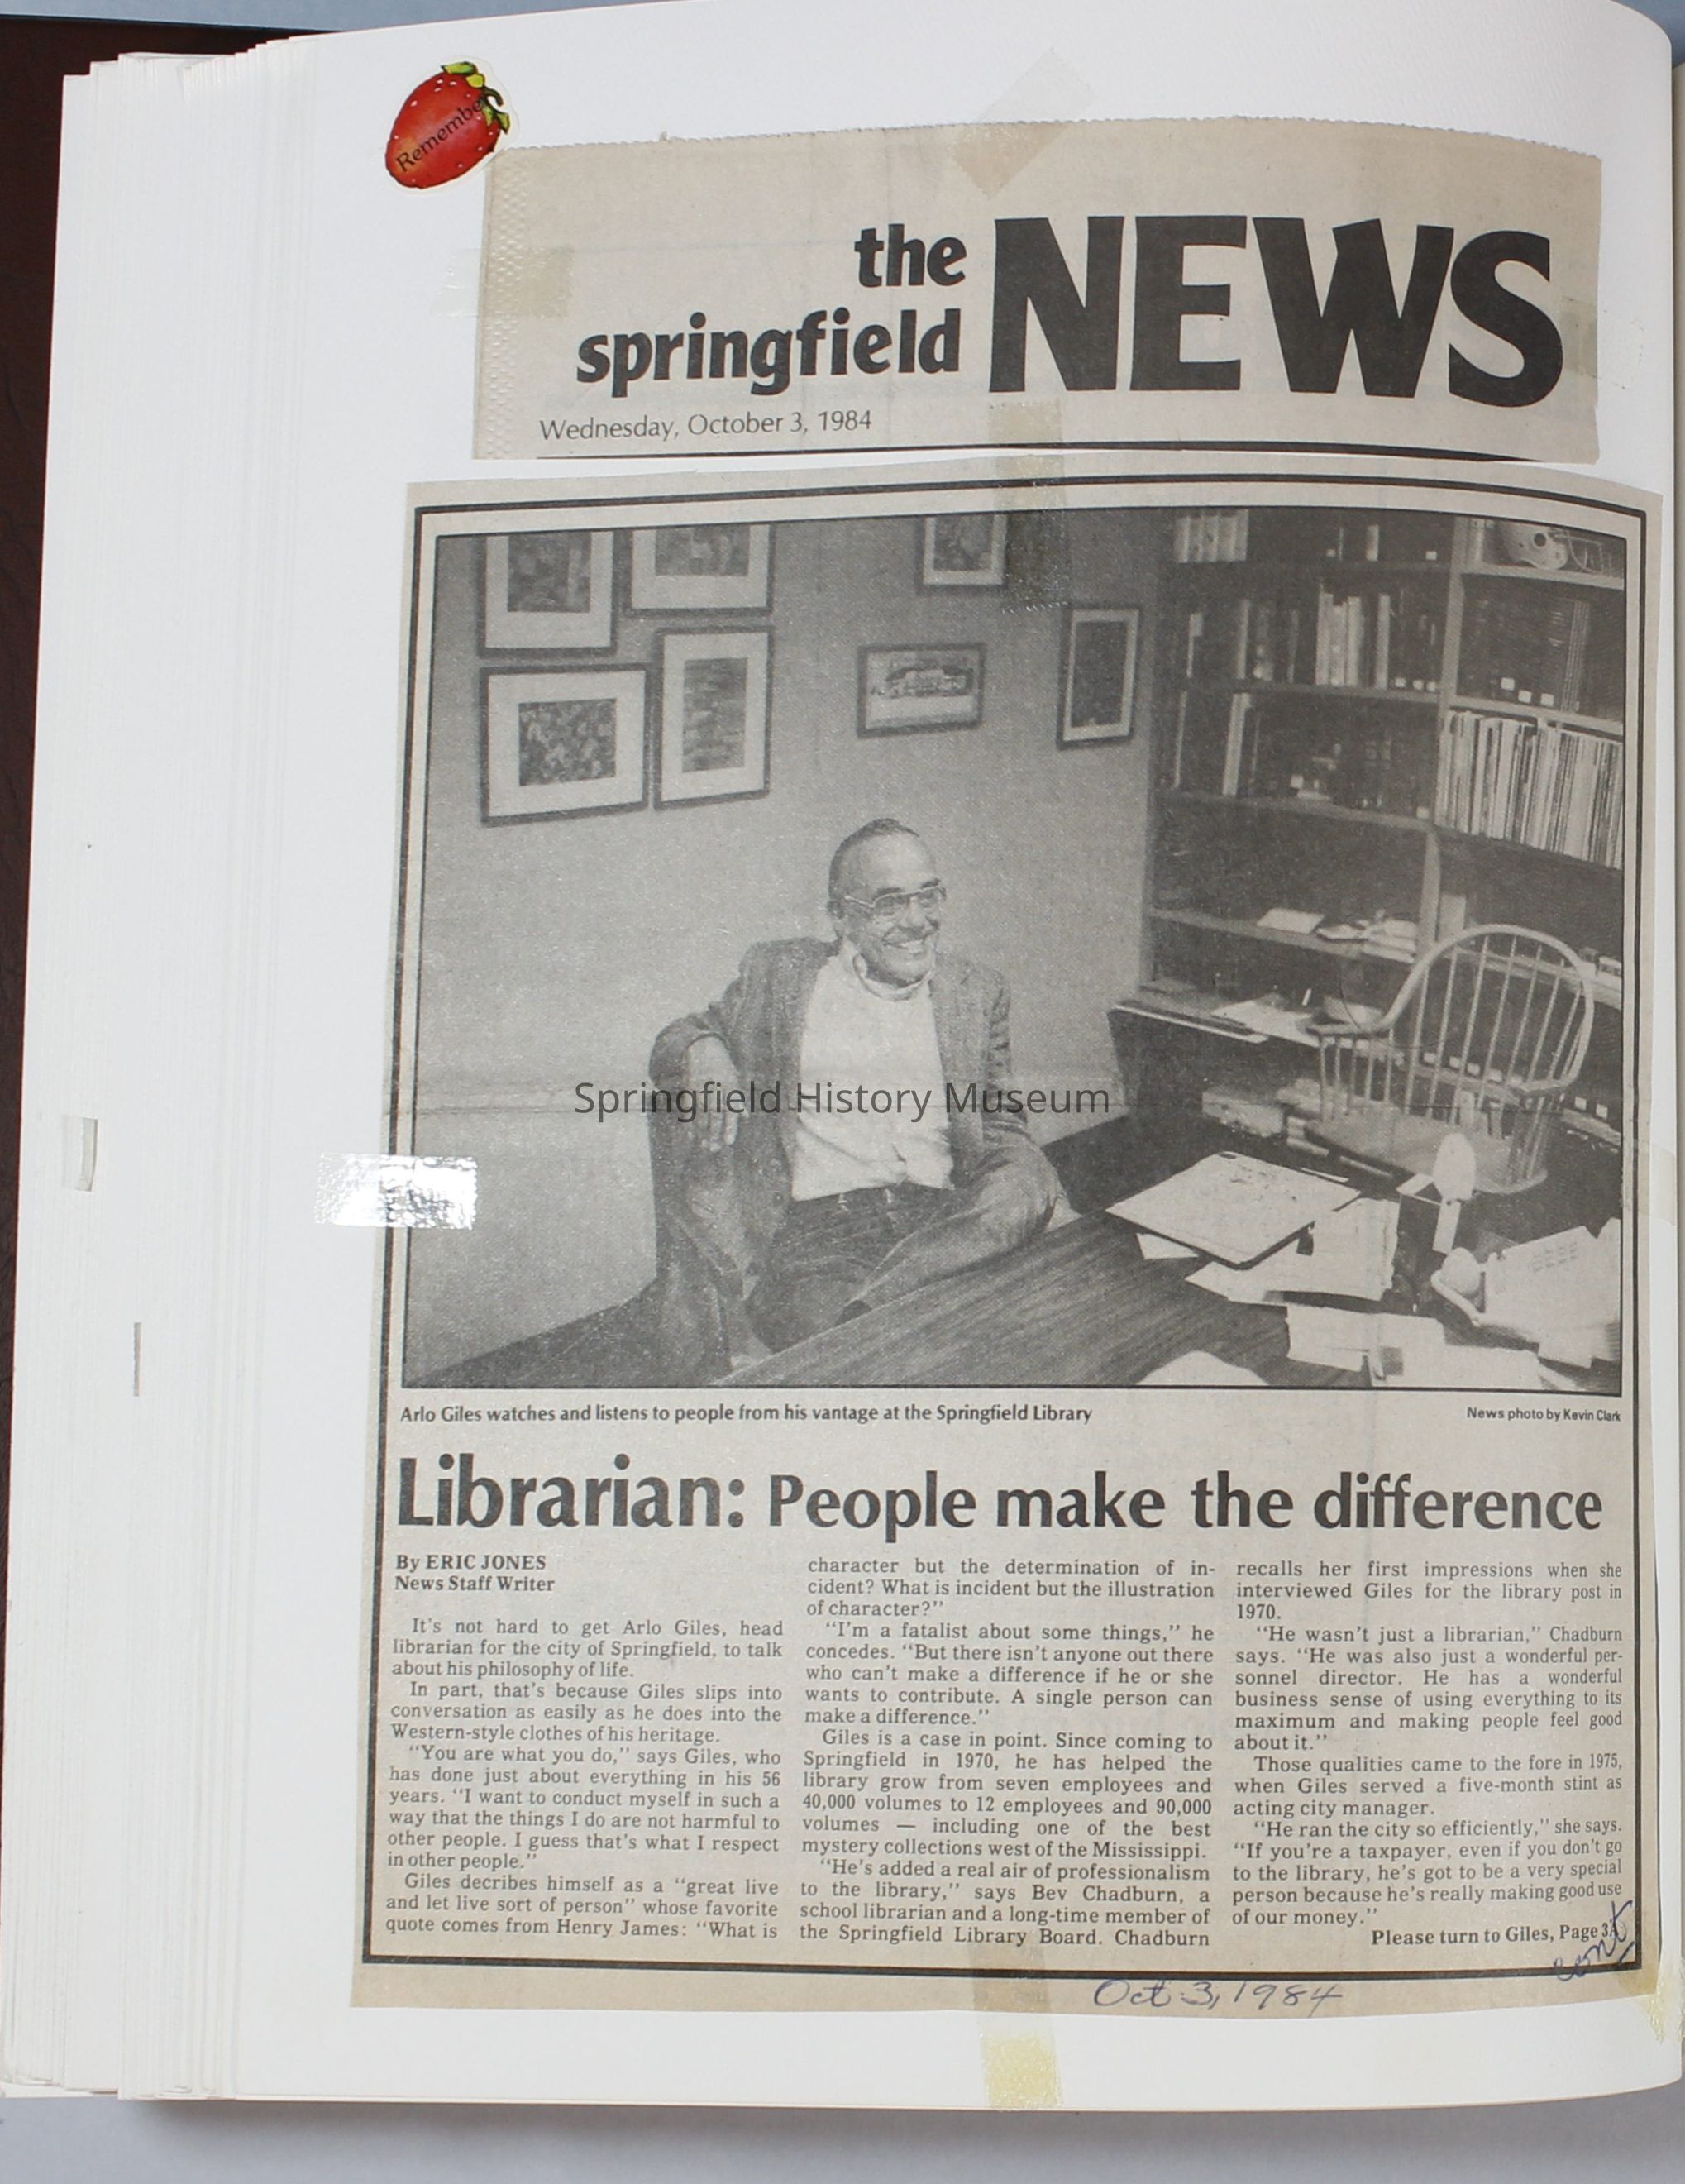 Remember
the
springfield NEWS
Wednesday, October 3, 1984
Springfield History Museum
Arlo Giles watches and listens to people from his vantage at the Springfield Library
News photo by Kevin Clark
Librarian: People make the difference
By ERIC JONES
News Staff Writer
It's not hard to get Arlo Giles, head
librarian for the city of Springfield, to talk
about his philosophy of life.
In part, that's because Giles slips into
conversation as easily as he does into the
Western-style clothes of his heritage.
"You are what you do," says Giles, who
has done just about everything in his 56
years. "I want to conduct myself in such a
way that the things I do are not harmful to
other people. I guess that's what I respect
in other people."
Giles decribes himself as a "great live
and let live sort of person" whose favorite
quote comes from Henry James: "What is
character but the determination of in-
cident? What is incident but the illustration
of character?"
"I'm a fatalist about some things," he
concedes. "But there isn't anyone out there
who can't make a difference if he or she
wants to contribute. A single person can
make a difference."
Giles is a case in point. Since coming to
Springfield in 1970, he has helped the
library grow from seven employees and
40,000 volumes to 12 employees and 90,000
volumes — including one of the best
mystery collections west of the Mississippi.
"He's added a real air of professionalism
to the library," says Bev Chadburn, a
school librarian and a long-time member of
the Springfield Library Board. Chadburn
recalls her first impressions when she
interviewed Giles for the library post in
1970.
"He wasn't just a librarian," Chadburn
says. "He was also just a wonderful per-
sonnel director. He has a wonderful
business sense of using everything to its
maximum and making people feel good
about it."
Those qualities came to the fore in 1975,
when Giles served a five-month stint as
acting city manager.
"He ran the city so efficiently," she says.
"If you're a taxpayer, even if you don't go
to the library, he's got to be a very special
person because he's really making good use
of our money."
Please turn to Giles, Page 3A
cont
Oct 3, 1984